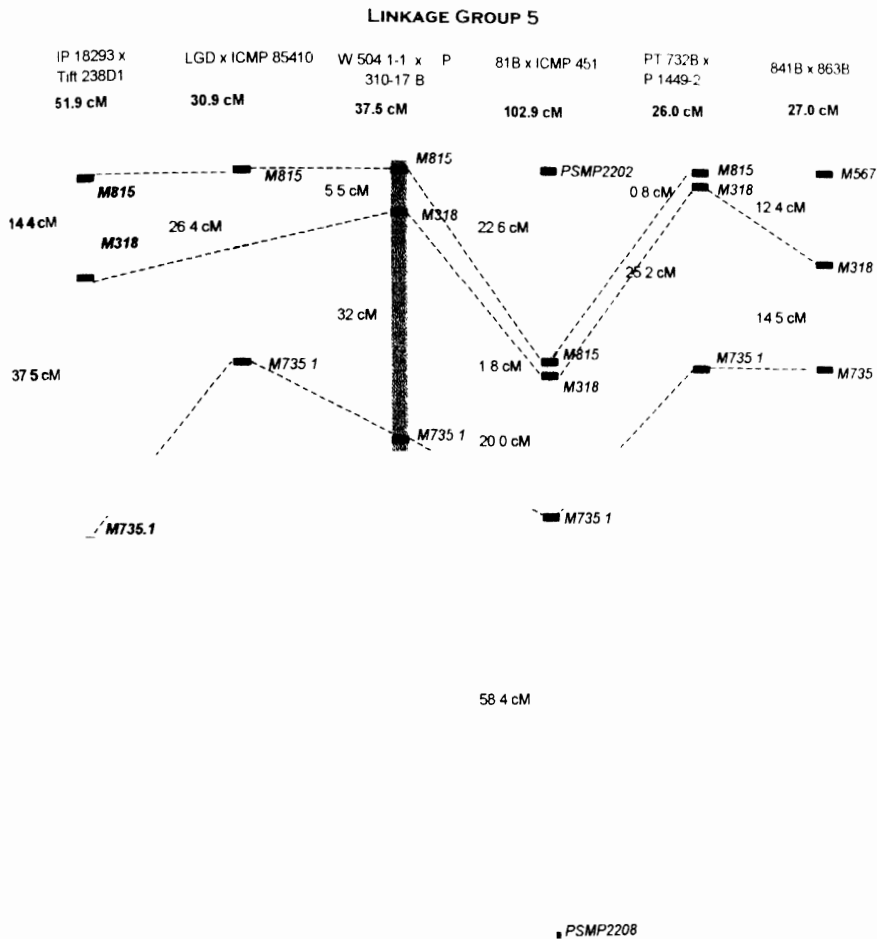 LINKAGE GROUP 5
IP 18293 x
Tift 238D1
51.9 cM
LGD x ICMP 85410
30.9 cM
W 504 1-1 x P
310-17 B
37.5 cM
81B x ICMP 451
102.9 cM
PT 732B x
P 1449-2
26.0 cM
841B x 863B
27.0 cM
M815
14 4 cM
M318
37 5 cM
M735.1
M815
26 4 cM
M735 1
M815
5 5 cM
M318
32 cM
M735 1
PSMP2202
22 6 cM
M815
1 8 cM
M318
20 0 cM
M735 1
58 4 cM
PSMP2208
M815
0 8 cM
M318
25 2 cM
M735 1
M567
12 4 cM
M318
14 5 cM
M735